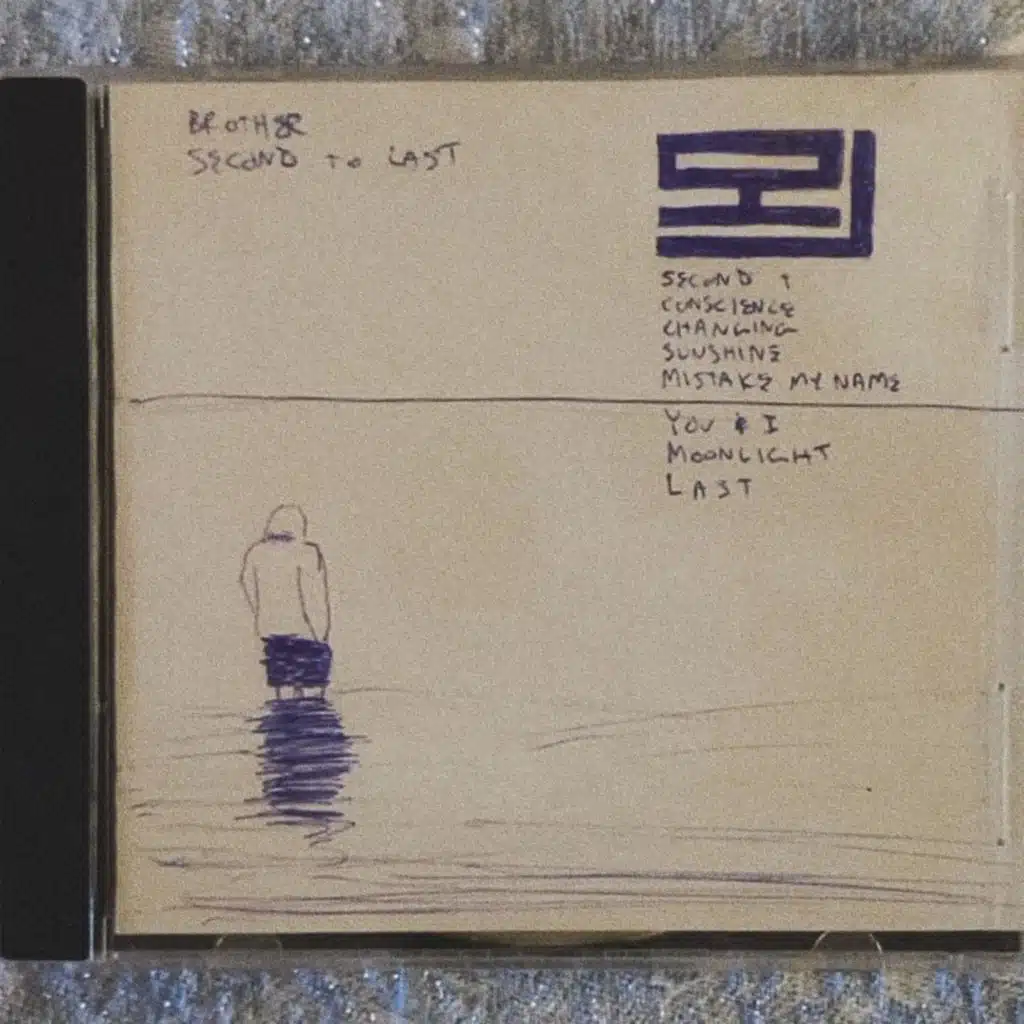 BROTHER
SECOND TO LAST
SECOND
CONSCIENCE
CHANGING
SUNSHINE
MISTAKE MY NAME
YOU & I
MOONLIGHT
LAST